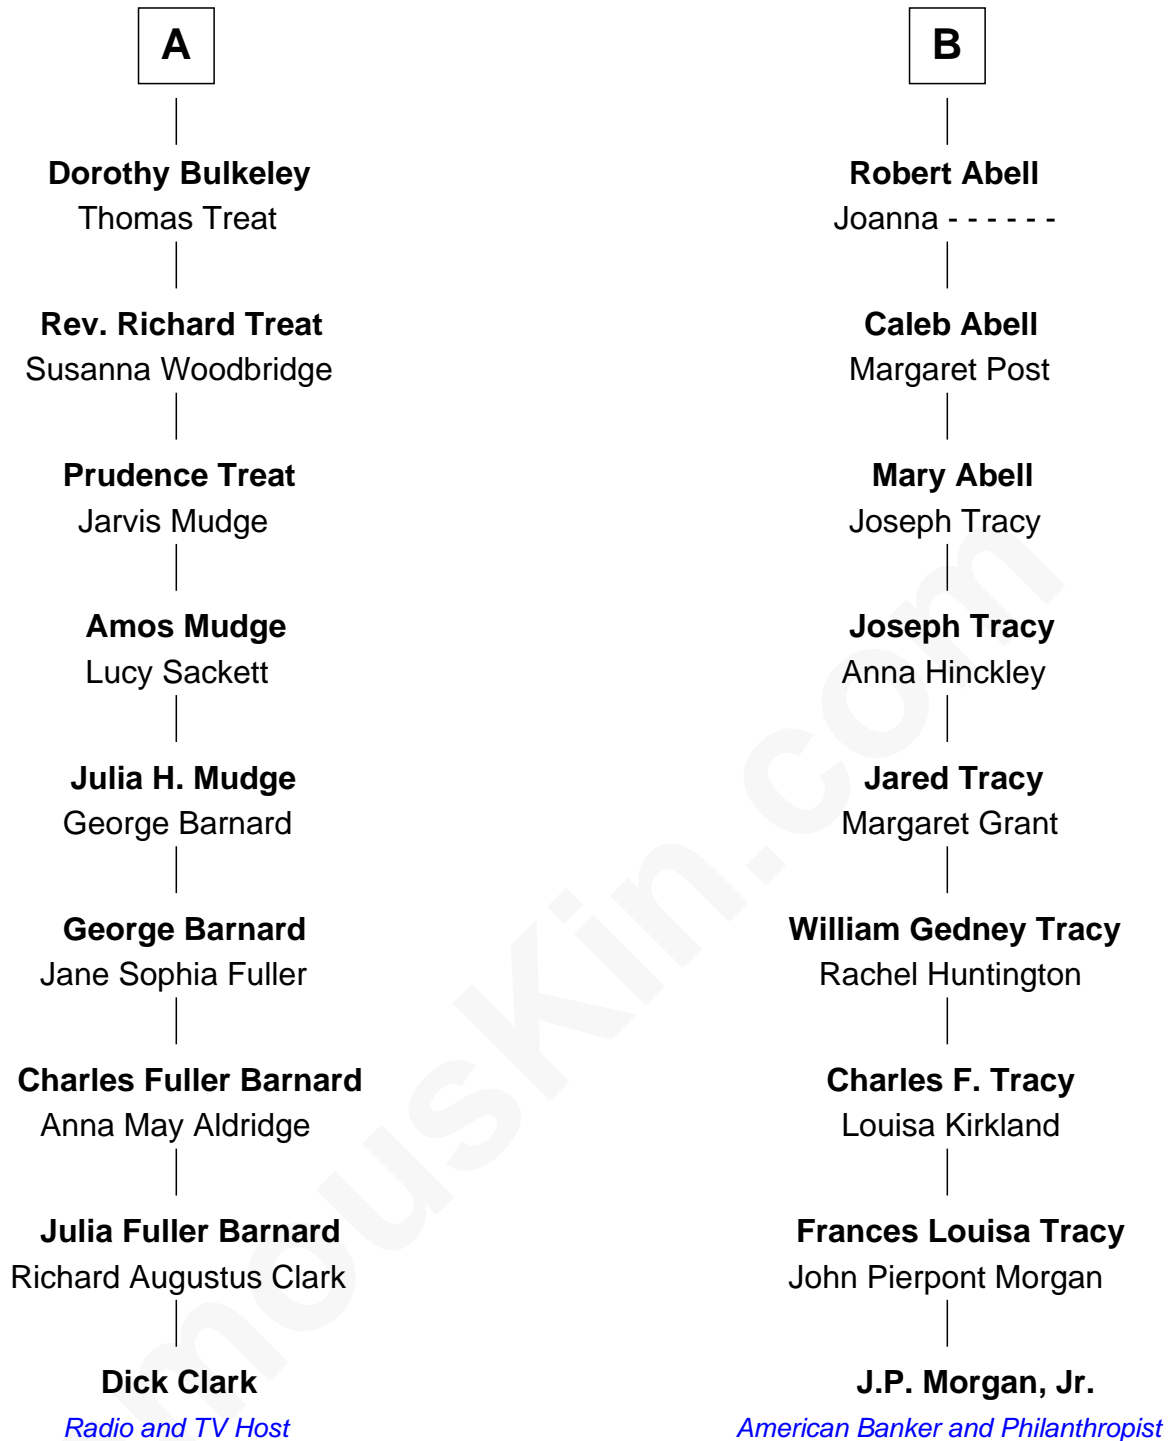 A
Dorothy Bulkeley
Thomas Treat
Rev. Richard Treat
Susanna Woodbridge
Prudence Treat
Jarvis Mudge
Amos Mudge
Lucy Sackett
Julia H. Mudge
George Barnard
George Barnard
Jane Sophia Fuller
Charles Fuller Barnard
Anna May Aldridge
Julia Fuller Barnard
Richard Augustus Clark
Dick Clark
Radio and TV Host
B
Robert Abell
Joanna - - - - - -
Caleb Abell
Margaret Post
Mary Abell
Joseph Tracy
Joseph Tracy
Anna Hinckley
Jared Tracy
Margaret Grant
William Gedney Tracy
Rachel Huntington
Charles F. Tracy
Louisa Kirkland
Frances Louisa Tracy
John Pierpont Morgan
J.P. Morgan, Jr.
American Banker and Philanthropist
mousKin.com